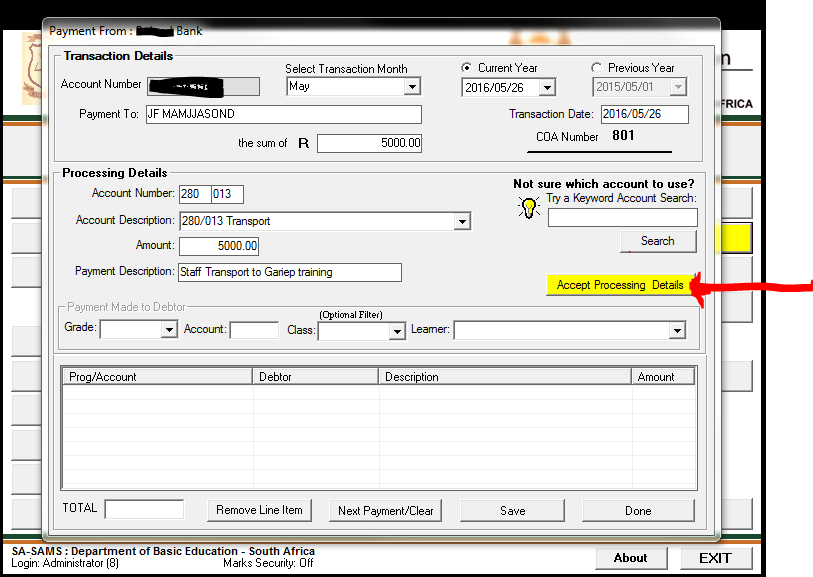 Payment From : Bank
Transaction Details
Account Number
Select Transaction Month
May
Current Year
2016/05/26
Previous Year
2015/05/01
Payment To: JF MAMJJASOND
Transaction Date: 2016/05/26
the sum of R 5000.00
COA Number 801
Processing Details
Account Number: 280 013
Not sure which account to use?
Try a Keyword Account Search:
Account Description: 280/013 Transport
Search
Amount: 5000.00
Payment Description: Staff Transport to Gariep training
Accept Processing Details
Payment Made to Debtor
(Optional Filter)
Grade: Account: Class: Learner:
Prog/Account Debtor Description Amount
TOTAL Remove Line Item Next Payment/Clear Save Done
SA-SAMS : Department of Basic Education - South Africa
Login: Administrator (8) Marks Security: Off
About EXIT